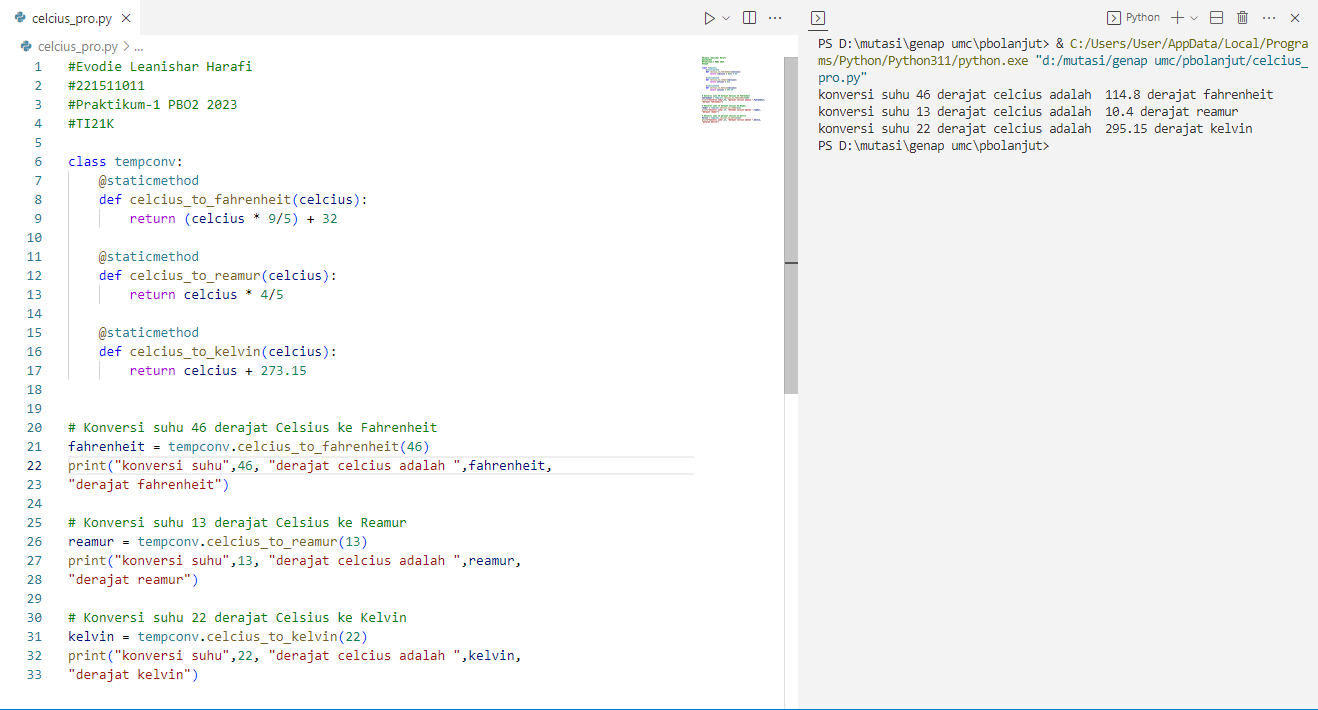 celcius_pro.py
celcius_pro.py > ...
1 #Evodie Leanishar Harafi
2 #221511011
3 #Praktikum-1 PBO2 2023
4 #TI21K
5
6 class tempconv:
7     @staticmethod
8     def celcius_to_fahrenheit(celcius):
9         return (celcius * 9/5) + 32
10
11     @staticmethod
12     def celcius_to_reamur(celcius):
13         return celcius * 4/5
14
15     @staticmethod
16     def celcius_to_kelvin(celcius):
17         return celcius + 273.15
18
19
20 # Konversi suhu 46 derajat Celsius ke Fahrenheit
21 fahrenheit = tempconv.celcius_to_fahrenheit(46)
22 print("konversi suhu",46, "derajat celcius adalah ",fahrenheit,
23 "derajat fahrenheit")
24
25 # Konversi suhu 13 derajat Celsius ke Reamur
26 reamur = tempconv.celcius_to_reamur(13)
27 print("konversi suhu",13, "derajat celcius adalah ",reamur,
28 "derajat reamur")
29
30 # Konversi suhu 22 derajat Celsius ke Kelvin
31 kelvin = tempconv.celcius_to_kelvin(22)
32 print("konversi suhu",22, "derajat celcius adalah ",kelvin,
33 "derajat kelvin")
Python
PS D:\mutasi\genap umc\pbolanjut> & C:/Users/User/AppData/Local/Progra
ms/Python/Python311/python.exe "d:/mutasi/genap umc/pbolanjut/celcius_
pro.py"
konversi suhu 46 derajat celcius adalah  114.8 derajat fahrenheit
konversi suhu 13 derajat celcius adalah  10.4 derajat reamur
konversi suhu 22 derajat celcius adalah  295.15 derajat kelvin
PS D:\mutasi\genap umc\pbolanjut>